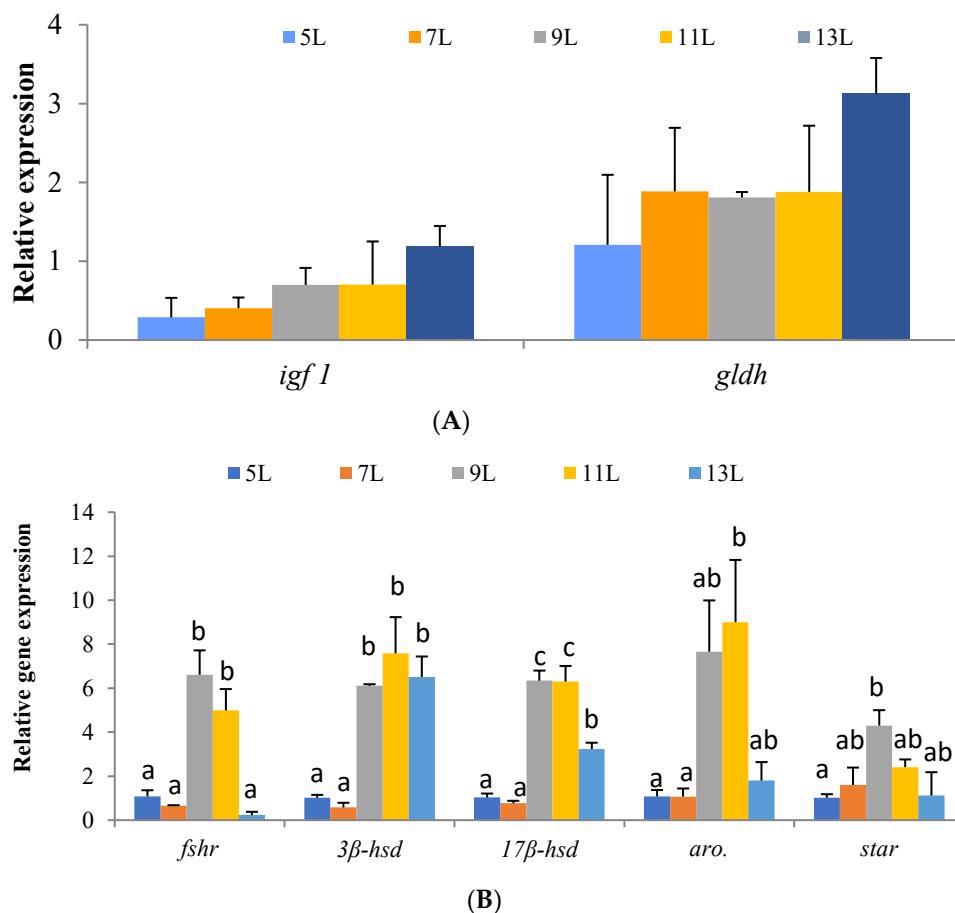 5L 7L 9L 11L 13L
Relative expression
4
3
2
1
0
igf 1 gldh
(A)
5L 7L 9L 11L 13L
Relative gene expression
14
12
10
8
6
4
2
0
a a b b a
a a b b b
a a c c b
a a ab b ab
a ab b ab ab
fshr 3β-hsd 17β-hsd aro. star
(B)